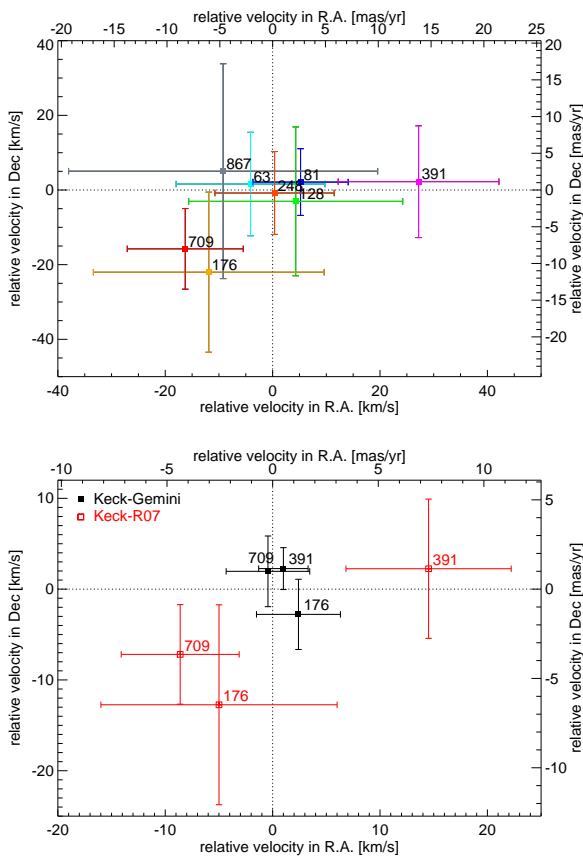 relative velocity in R.A. [mas/yr]
-20 -15 -10 -5 0 5 10 15 20 25
40 20 0 -20 -40
relative velocity in Dec [km/s]
20 15 10 5 0 -5 -10 -15 -20
relative velocity in Dec [mas/yr]
867
63
81
391
248
128
709
176
-40 -20 0 20 40
relative velocity in R.A. [km/s]
relative velocity in R.A. [mas/yr]
-10 -5 0 5 10
10 0 -10 -20
relative velocity in Dec [km/s]
5 0 -5 -10
relative velocity in Dec [mas/yr]
Keck-Gemini
Keck-R07
709
391
391
176
709
176
-20 -10 0 10 20
relative velocity in R.A. [km/s]